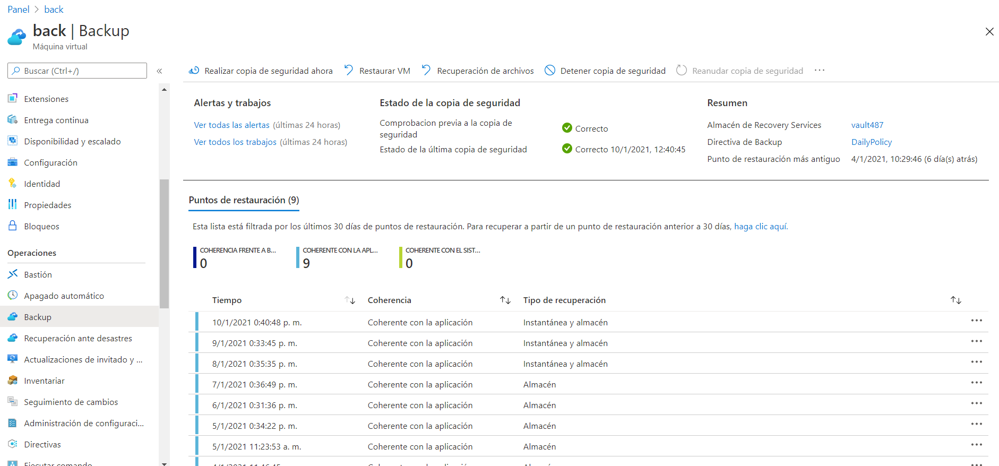 Panel > back
back | Backup
Máquina virtual
Buscar (Ctrl+/)
«
Extensiones
Entrega continua
Disponibilidad y escalado
Configuración
Identidad
Propiedades
Bloqueos
Operaciones
Bastión
Apagado automático
Backup
Recuperación ante desastres
Actualizaciones de invitado y ...
Inventariar
Seguimiento de cambios
Administración de configuraci...
Directivas
Ejecutar comando
Realizar copia de seguridad ahora Restaurar VM Recuperación de archivos Detener copia de seguridad Reanudar copia de seguridad ...
Alertas y trabajos
Ver todas las alertas (últimas 24 horas)
Ver todos los trabajos (últimas 24 horas)
Estado de la copia de seguridad
Comprobacion previa a la copia de
seguridad
Correcto
Estado de la última copia de seguridad Correcto 10/1/2021, 12:40:45
Resumen
Almacén de Recovery Services vault487
Directiva de Backup DailyPolicy
Punto de restauración más antiguo 4/1/2021, 10:29:46 (6 día(s) atrás)
Puntos de restauración (9)
Esta lista está filtrada por los últimos 30 días de puntos de restauración. Para recuperar a partir de un punto de restauración anterior a 30 días, haga clic aquí.
COHERENCIA FRENTE A B... COHERENTE CON LA APL... COHERENTE CON EL SIST...
0 9 0
Tiempo Coherencia Tipo de recuperación
10/1/2021 0:40:48 p. m. Coherente con la aplicación Instantánea y almacén ...
9/1/2021 0:33:45 p. m. Coherente con la aplicación Instantánea y almacén ...
8/1/2021 0:35:35 p. m. Coherente con la aplicación Instantánea y almacén ...
7/1/2021 0:36:49 p. m. Coherente con la aplicación Almacén ...
6/1/2021 0:31:36 p. m. Coherente con la aplicación Almacén ...
5/1/2021 0:34:22 p. m. Coherente con la aplicación Almacén ...
5/1/2021 11:23:53 a. m. Coherente con la aplicación Almacén ...
Coherente con la aplicación Almacén ...